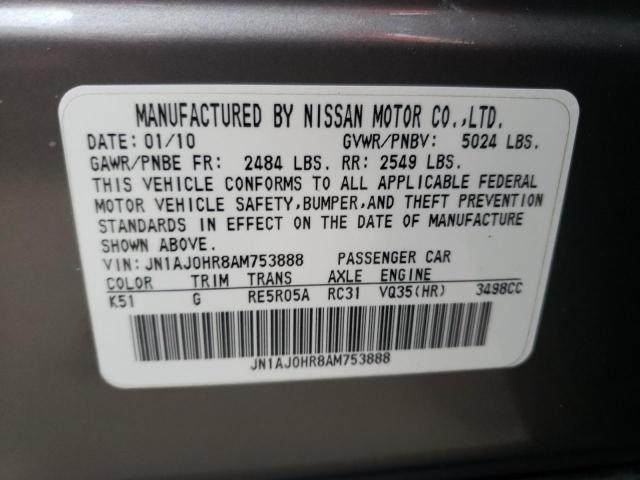 MANUFACTURED BY NISSAN MOTOR CO.,LTD.
DATE: 01/10 GVWR/PNBV: 5024 LBS.
GAWR/PNBE FR: 2484 LBS. RR: 2549 LBS.
THIS VEHICLE CONFORMS TO ALL APPLICABLE FEDERAL
MOTOR VEHICLE SAFETY,BUMPER,AND THEFT PREVENTION
STANDARDS IN EFFECT ON THE DATE OF MANUFACTURE
SHOWN ABOVE.
VIN: JN1AJ0HR8AM753888 PASSENGER CAR
COLOR TRIM TRANS AXLE ENGINE
K51 G RE5R05A RC31 VQ35(HR) 3498CC
JN1AJ0HR8AM753888